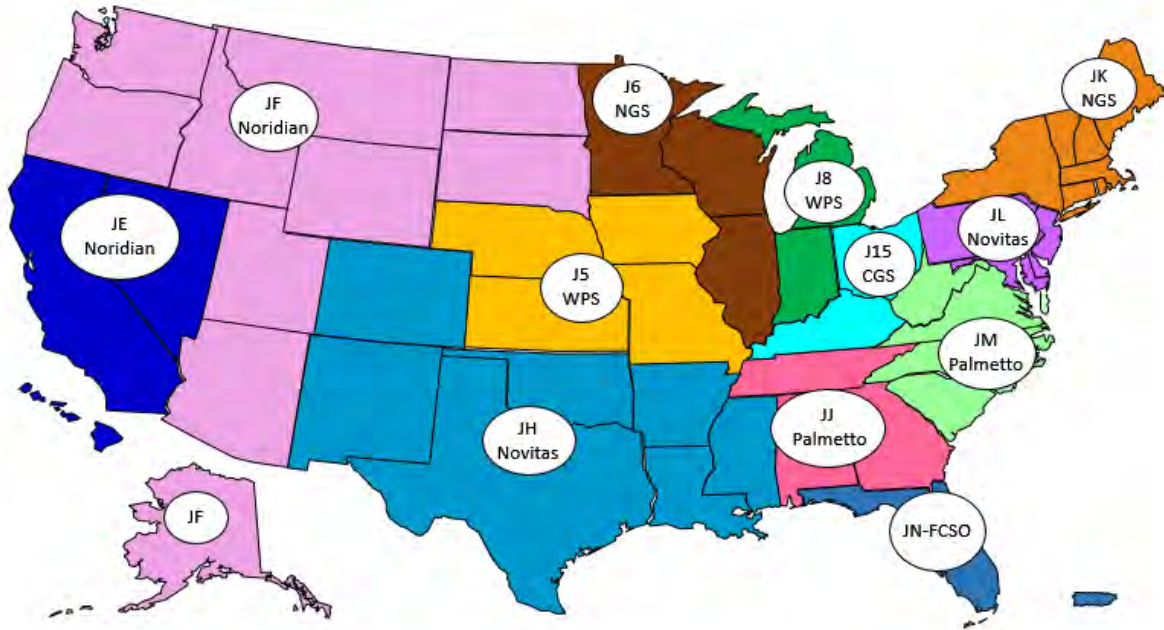 JF
Noridian
J6
NGS
JK
NGS
JE
Noridian
J8
WPS
JL
Novitas
J15
CGS
J5
WPS
JM
Palmetto
JH
Novitas
JJ
Palmetto
JF
JN-FCSO